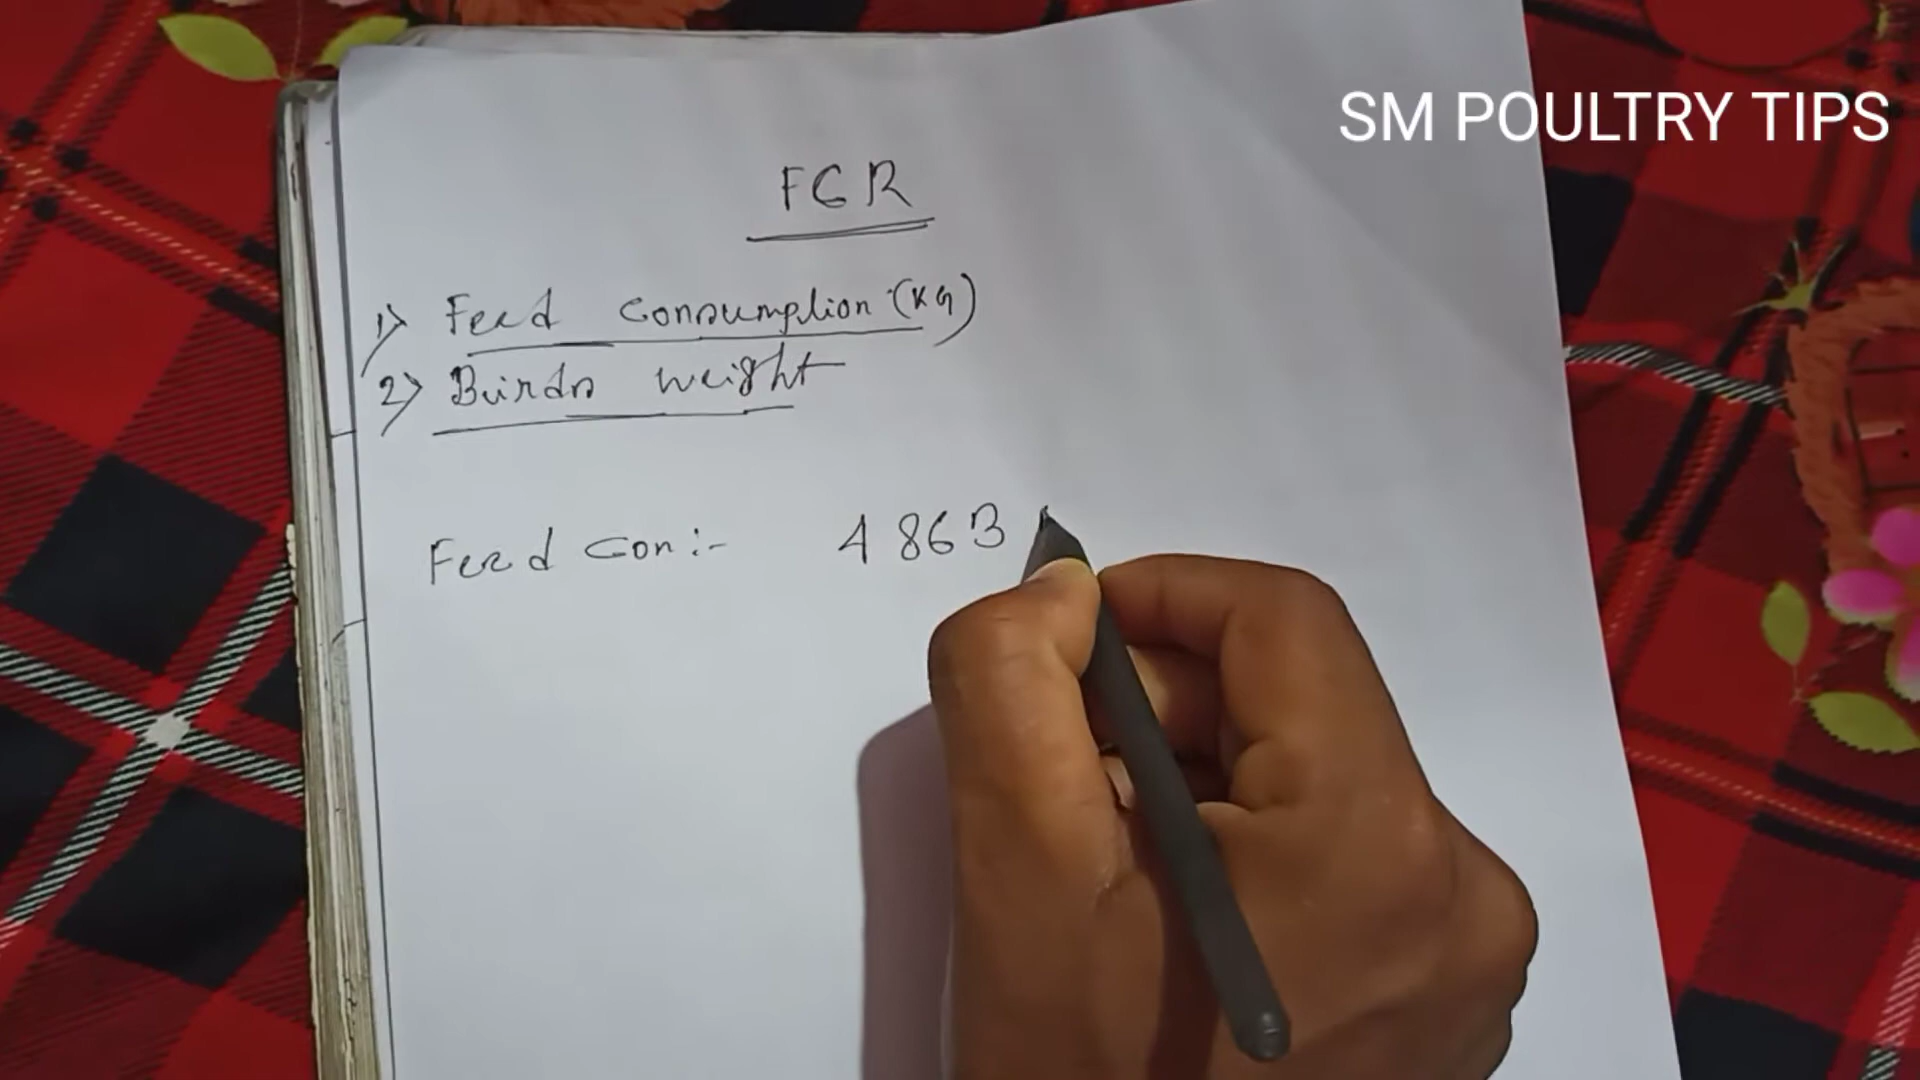 SM POULTRY TIPS
FCR
1) Feed Consumption (KG)
2) Birds weight
Feed Con :- 4863